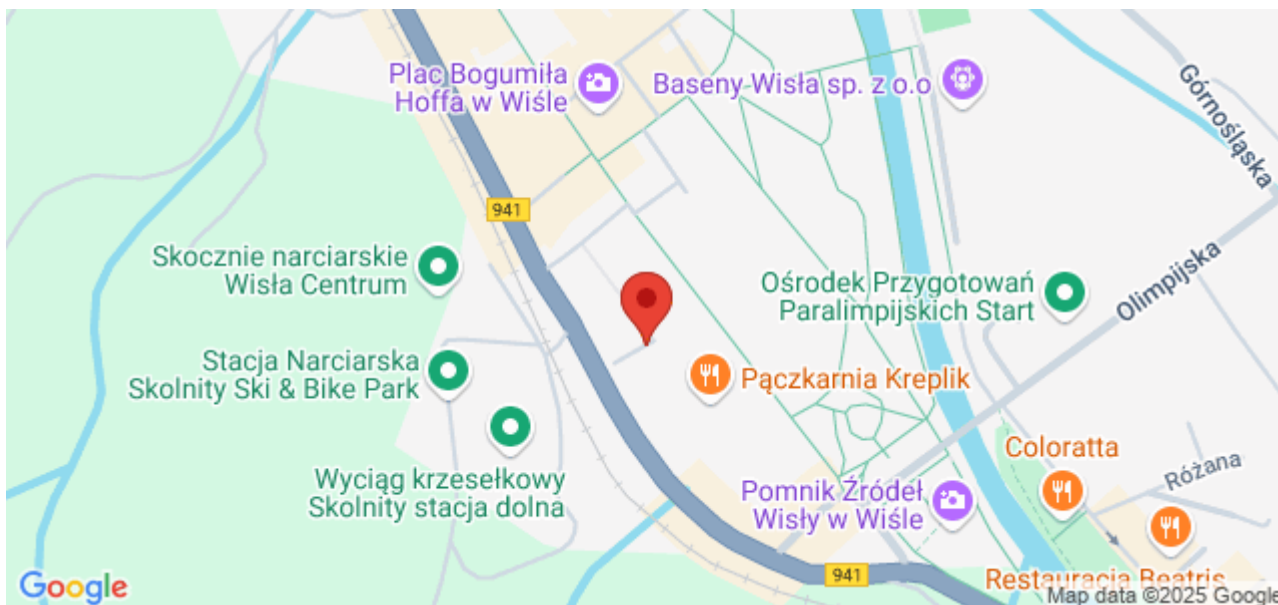 Plac Bogumiła
Hoffa w Wiśle
Baseny Wisła sp. z o.o
Górnośląska
941
Skocznie narciarskie
Wisła Centrum
Ośrodek Przygotowań
Paralimpijskich Start
Olimpijska
Stacja Narciarska
Skolnity Ski & Bike Park
Pączkarnia Kreplik
Wyciąg krzesełkowy
Skolnity stacja dolna
Coloratta
Różana
Pomnik Źródeł
Wisły w Wiśle
941
Restauracja Beatris
Google
Map data ©2025 Google